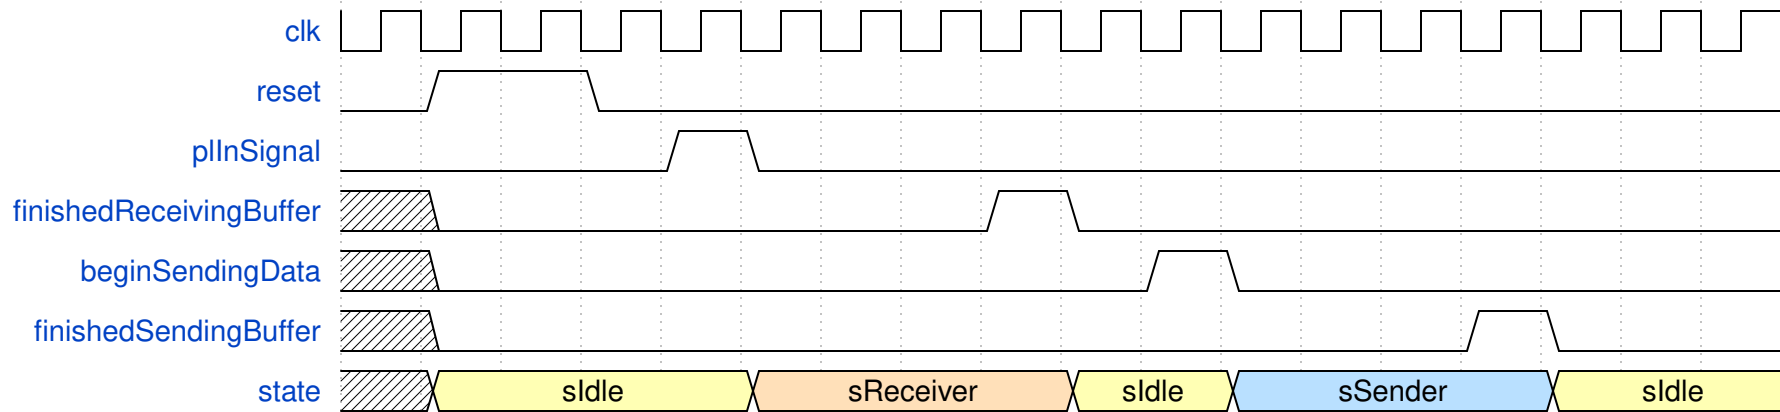 clk
reset
plInSignal
finishedReceivingBuffer
beginSendingData
finishedSendingBuffer
state sIdle sReceiver sIdle sSender sIdle